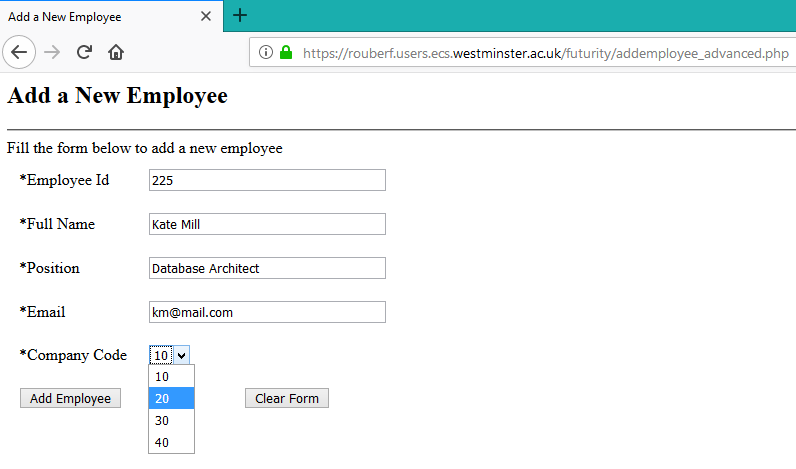 Add a New Employee
https://rouberf.users.ecs.westminster.ac.uk/futurity/addemployee_advanced.php
Add a New Employee
Fill the form below to add a new employee
*Employee Id 225
*Full Name Kate Mill
*Position Database Architect
*Email km@mail.com
*Company Code 10
10
Add Employee 20 Clear Form
30
40